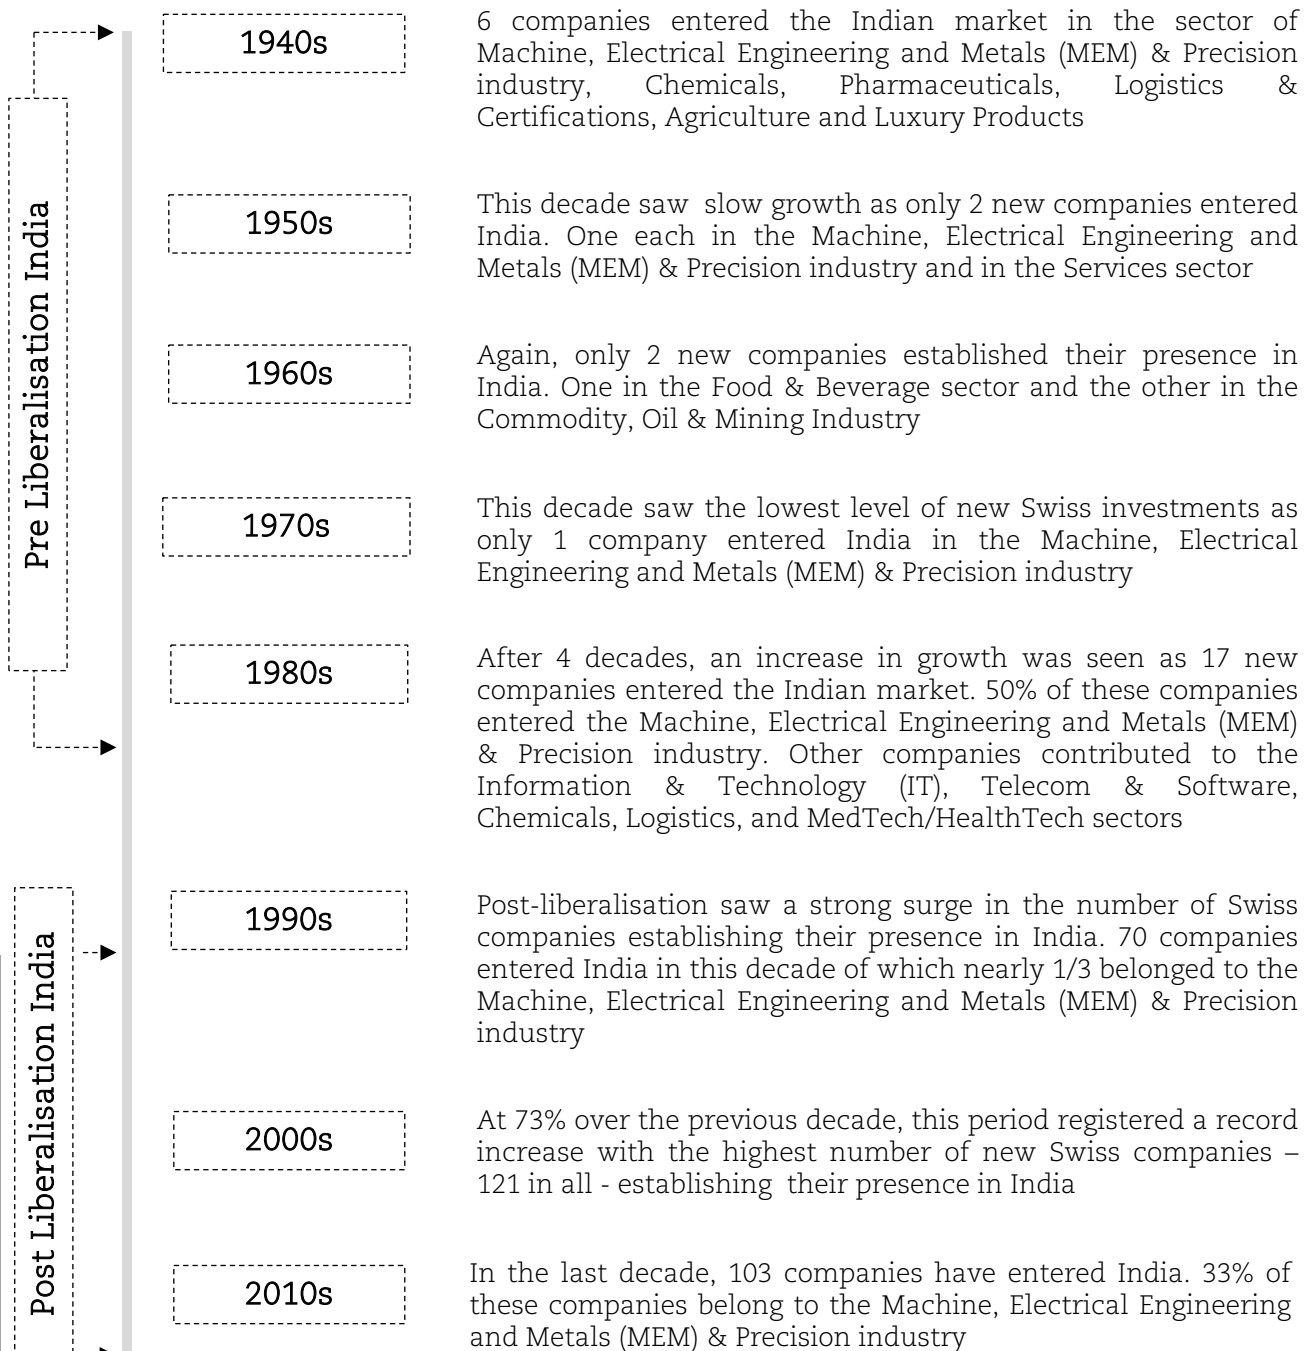 Pre Liberalisation India
1940s
6 companies entered the Indian market in the sector of
Machine, Electrical Engineering and Metals (MEM) & Precision
industry, Chemicals, Pharmaceuticals, Logistics &
Certifications, Agriculture and Luxury Products
1950s
This decade saw slow growth as only 2 new companies entered
India. One each in the Machine, Electrical Engineering and
Metals (MEM) & Precision industry and in the Services sector
1960s
Again, only 2 new companies established their presence in
India. One in the Food & Beverage sector and the other in the
Commodity, Oil & Mining Industry
1970s
This decade saw the lowest level of new Swiss investments as
only 1 company entered India in the Machine, Electrical
Engineering and Metals (MEM) & Precision industry
1980s
After 4 decades, an increase in growth was seen as 17 new
companies entered the Indian market. 50% of these companies
entered the Machine, Electrical Engineering and Metals (MEM)
& Precision industry. Other companies contributed to the
Information & Technology (IT), Telecom & Software,
Chemicals, Logistics, and MedTech/HealthTech sectors
Post Liberalisation India
1990s
Post-liberalisation saw a strong surge in the number of Swiss
companies establishing their presence in India. 70 companies
entered India in this decade of which nearly 1/3 belonged to the
Machine, Electrical Engineering and Metals (MEM) & Precision
industry
2000s
At 73% over the previous decade, this period registered a record
increase with the highest number of new Swiss companies –
121 in all - establishing their presence in India
2010s
In the last decade, 103 companies have entered India. 33% of
these companies belong to the Machine, Electrical Engineering
and Metals (MEM) & Precision industry